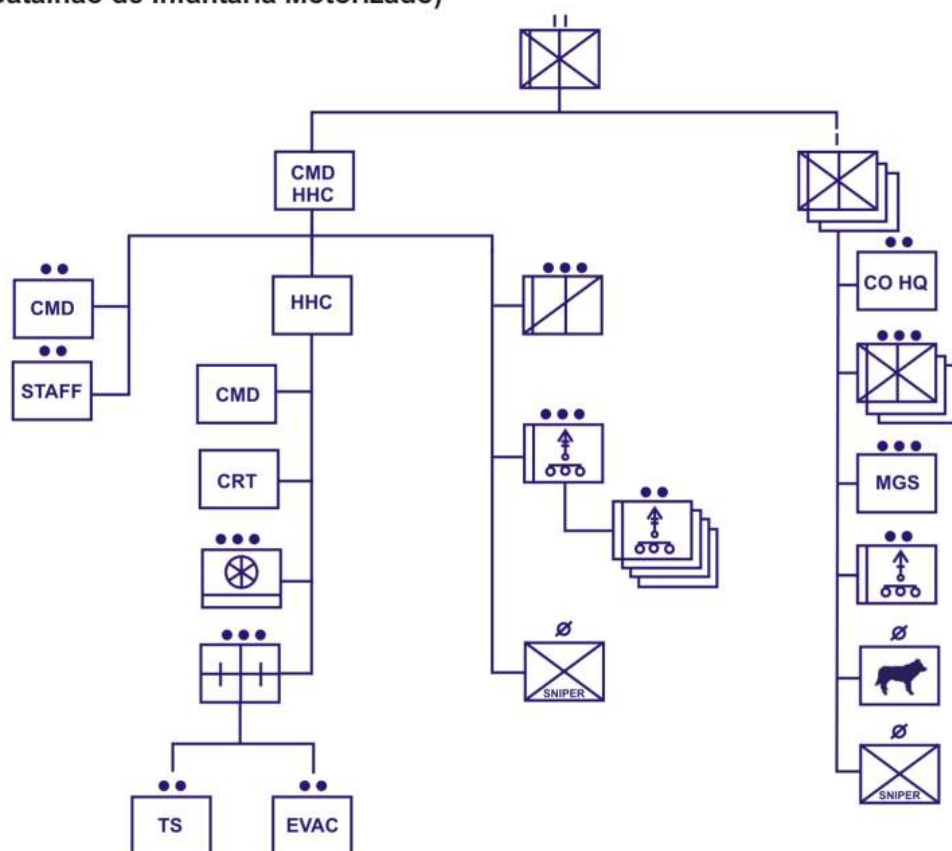 batalhão de Infantaria Motorizado)
CMD
HHC
CMD
STAFF
HHC
CMD
CRT
TS
EVAC
SNIPER
CO HQ
MGS
SNIPER